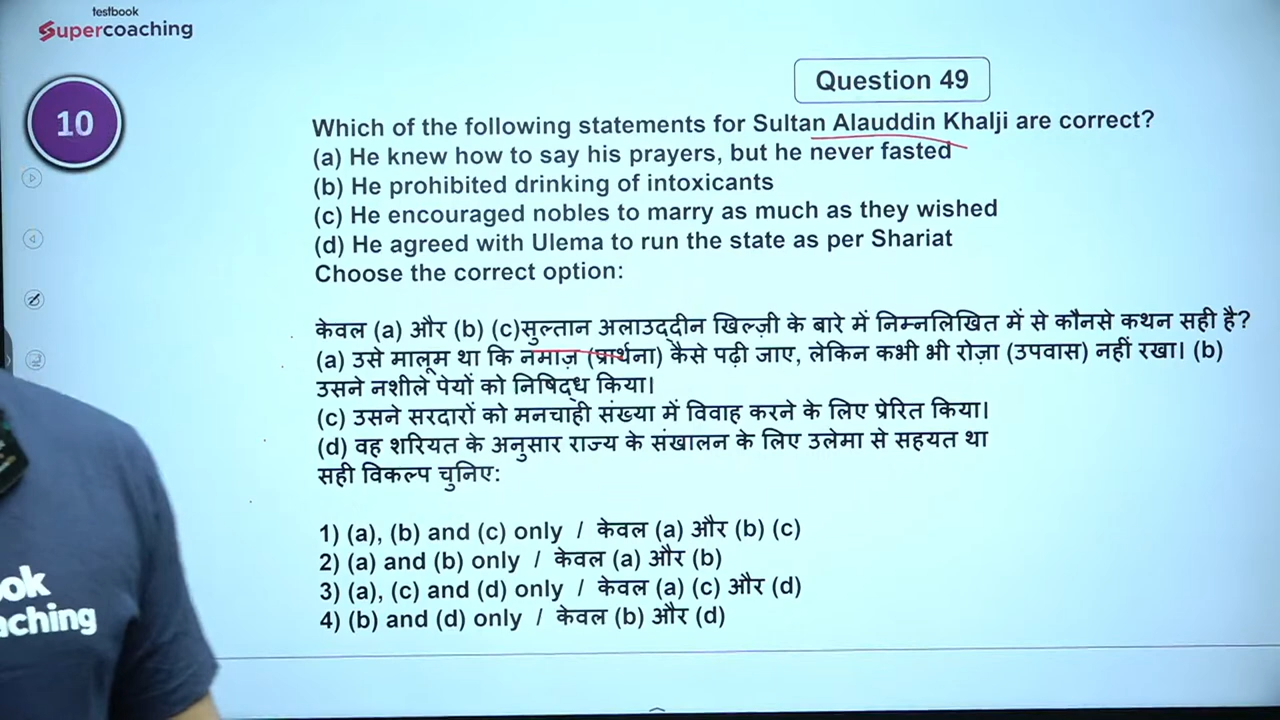 testbook
Supercoaching
Question 49
10
Which of the following statements for Sultan Alauddin Khalji are correct?
(a) He knew how to say his prayers, but he never fasted
(b) He prohibited drinking of intoxicants
(c) He encouraged nobles to marry as much as they wished
(d) He agreed with Ulema to run the state as per Shariat
Choose the correct option:
केवल (a) और (b) (c)सुल्तान अलाउद्दीन खिल्ज़ी के बारे में निम्नलिखित में से कौनसे कथन सही है?
(a) उसे मालूम था कि नमाज़ (प्रार्थना) कैसे पढ़ी जाए, लेकिन कभी भी रोज़ा (उपवास) नहीं रखा। (b)
उसने नशीले पेयों को निषिद्ध किया।
(c) उसने सरदारों को मनचाही संख्या में विवाह करने के लिए प्रेरित किया।
(d) वह शरियत के अनुसार राज्य के संखालन के लिए उलेमा से सहयत था
सही विकल्प चुनिए:
1) (a), (b) and (c) only / केवल (a) और (b) (c)
2) (a) and (b) only / केवल (a) और (b)
3) (a), (c) and (d) only / केवल (a) (c) और (d)
4) (b) and (d) only / केवल (b) और (d)
ok
aching